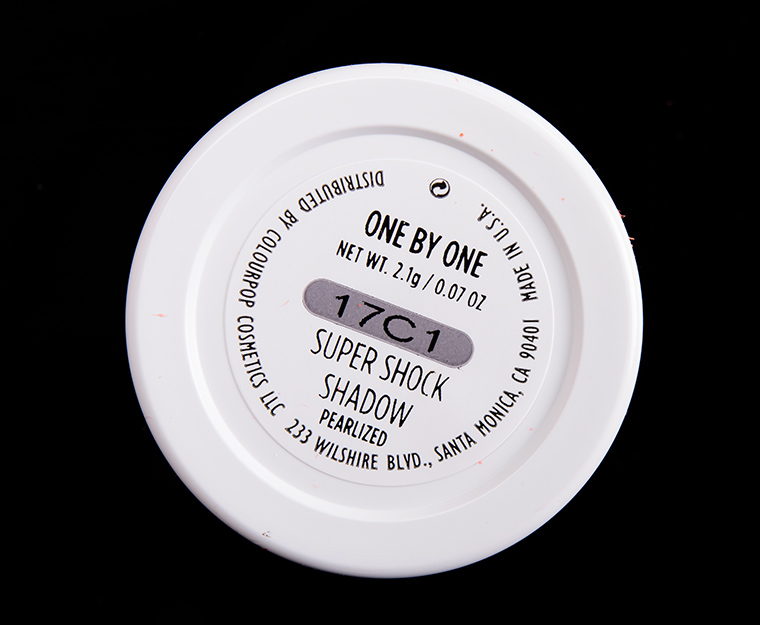 ONE BY ONE
NET WT. 2.1g / 0.07 OZ
17C1
SUPER SHOCK
SHADOW
PEARLIZED
DISTRIBUTED BY COLOURPOP COSMETICS LLC 233 WILSHIRE BLVD., SANTA MONICA, CA 90401 MADE IN U.S.A.